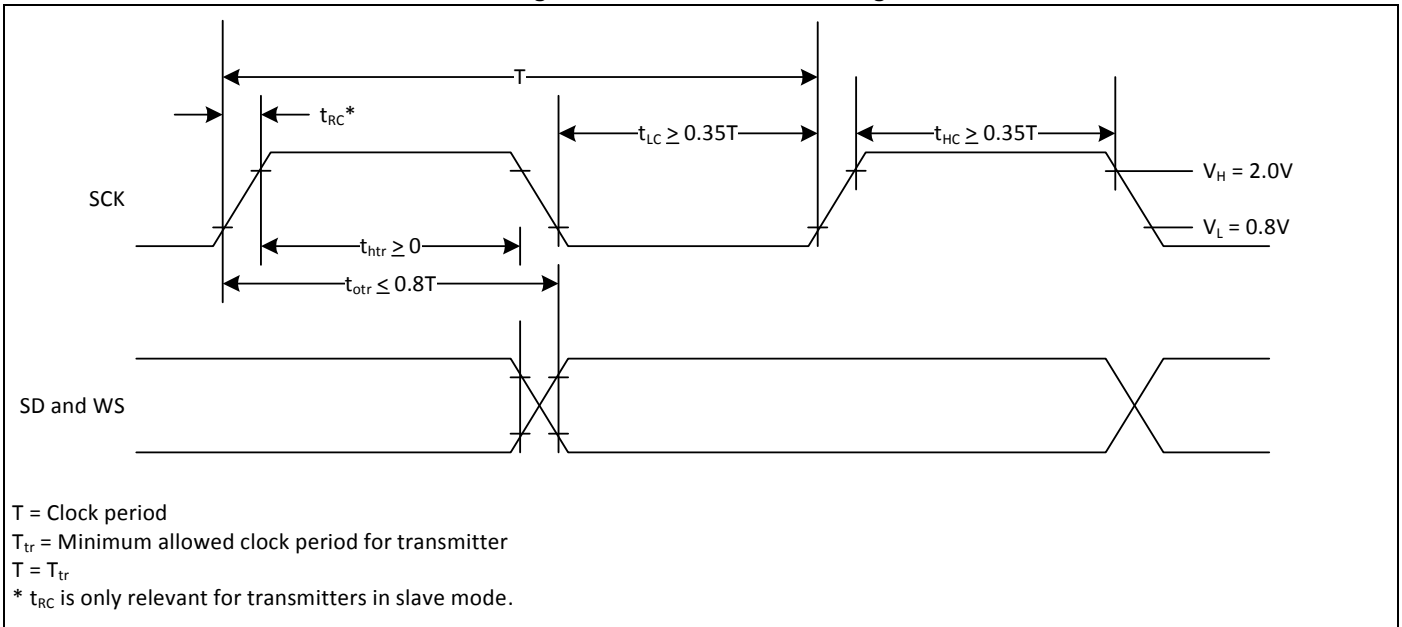 T
t_RC*
t_LC ≥ 0.35T
t_HC ≥ 0.35T
SCK
V_H = 2.0V
V_L = 0.8V
t_htr ≥ 0
t_otr ≤ 0.8T
SD and WS
T = Clock period
T_tr = Minimum allowed clock period for transmitter
T = T_tr
* t_RC is only relevant for transmitters in slave mode.